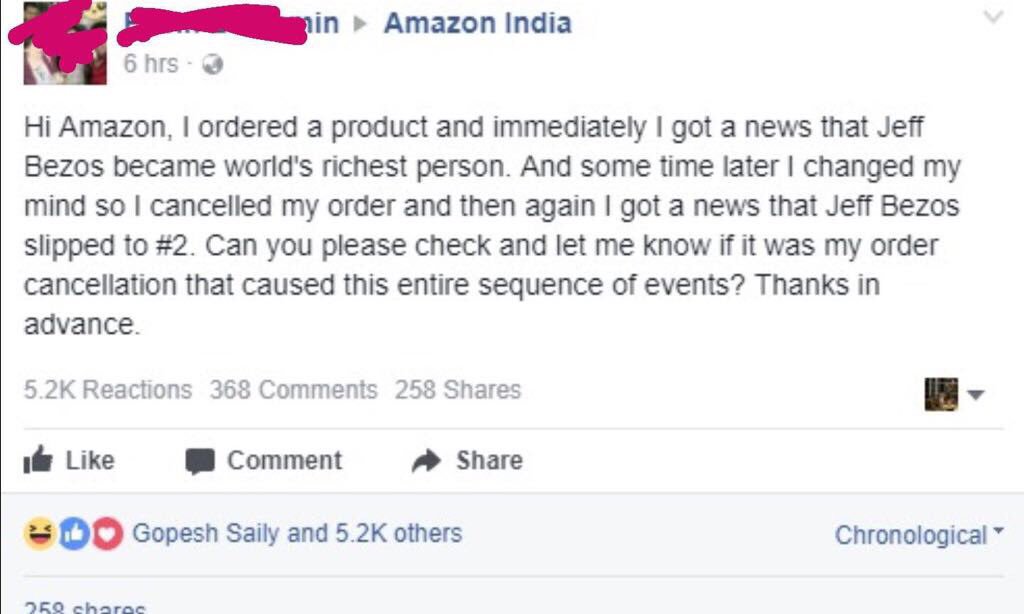 Amazon India
6 hrs ·
Hi Amazon, I ordered a product and immediately I got a news that Jeff
Bezos became world's richest person. And some time later I changed my
mind so I cancelled my order and then again I got a news that Jeff Bezos
slipped to #2. Can you please check and let me know if it was my order
cancellation that caused this entire sequence of events? Thanks in
advance.
5.2K Reactions 368 Comments 258 Shares
Like Comment Share
Gopesh Saily and 5.2K others Chronological
258 shares